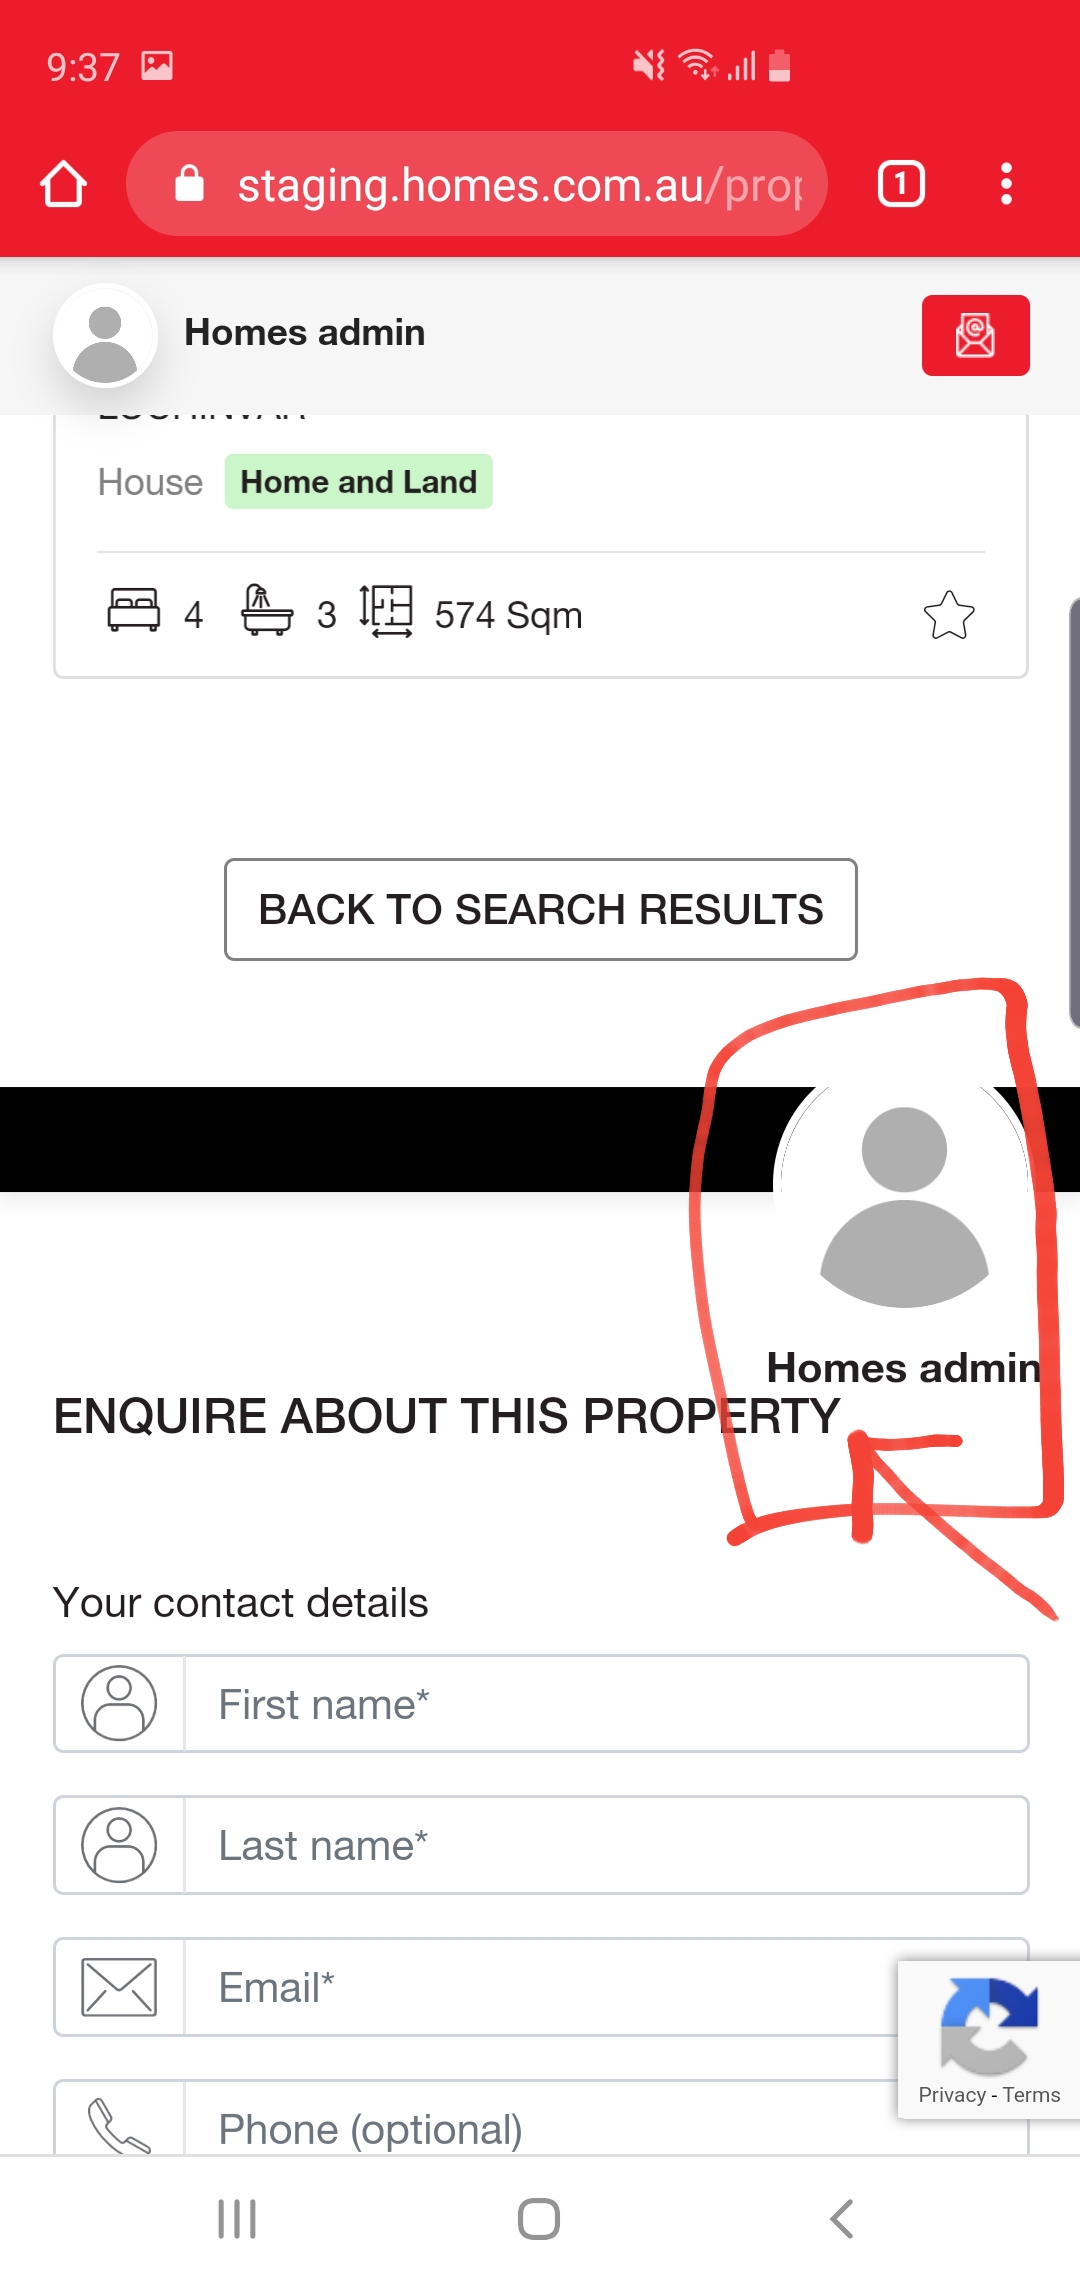 9:37
staging.homes.com.au/prop
1
Homes admin
LOCHINVAR
House Home and Land
4 3 574 Sqm
BACK TO SEARCH RESULTS
Homes admin
ENQUIRE ABOUT THIS PROPERTY
Your contact details
First name*
Last name*
Email*
Privacy - Terms
Phone (optional)